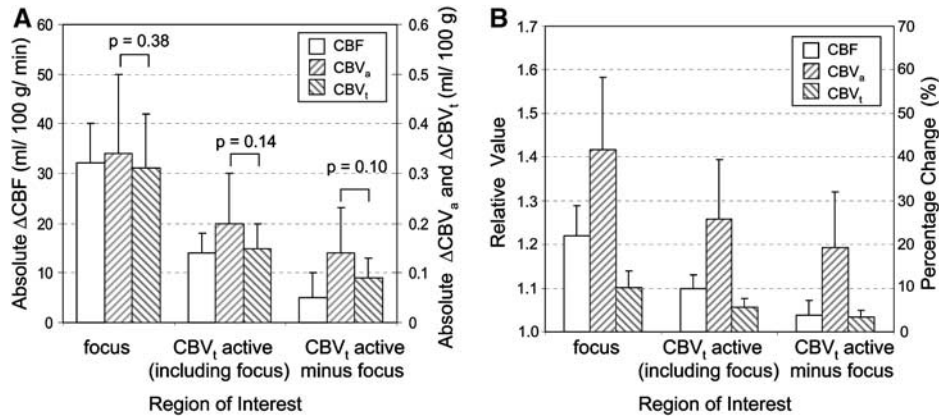 A
Absolute ΔCBF (ml/ 100 g/ min)
60
50
40
30
20
10
0
p = 0.38
p = 0.14
p = 0.10
CBF
CBVa
CBVt
0.6
0.5
0.4
0.3
0.2
0.1
0.0
Absolute ΔCBVa and ΔCBVt (ml/ 100 g)
focus
CBVt active
(including focus)
CBVt active
minus focus
Region of Interest
B
Relative Value
1.7
1.6
1.5
1.4
1.3
1.2
1.1
1.0
CBF
CBVa
CBVt
70
60
50
40
30
20
10
0
Percentage Change (%)
focus
CBVt active
(including focus)
CBVt active
minus focus
Region of Interest